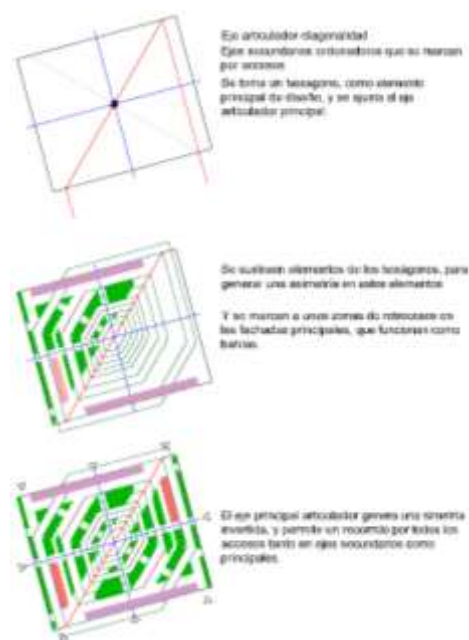 Eje articulador diagonalidad
Ejes secundarios ordenadores que se marcan
por accesos
Se toma un hexagono, como elemento
principal de diseño, y se ajusta al eje
articulador principal.
Se sustraen elementos de los hexágonos, para
generar una asimetría en estos elementos
Y se marcan a unas zonas de retroceso en
las fachadas principales, que funcionan como
bahías.
El eje principal articulador genera una simetría
invertida, y permite un recorrido por todos los
accesos tanto en ejes secundarios como
principales.